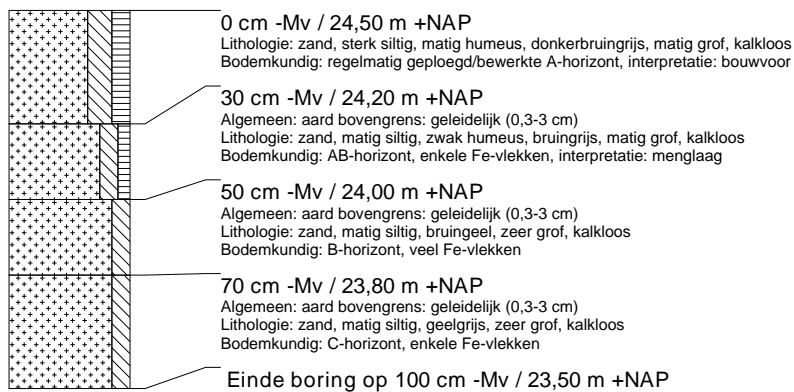 0 cm -Mv / 24,50 m +NAP
Lithologie: zand, sterk siltig, matig humeus, donkerbruingrijs, matig grof, kalkloos
Bodemkundig: regelmatig geploegd/bewerkte A-horizont, interpretatie: bouwvoor
30 cm -Mv / 24,20 m +NAP
Algemeen: aard bovengrens: geleidelijk (0,3-3 cm)
Lithologie: zand, matig siltig, zwak humeus, bruingrijs, matig grof, kalkloos
Bodemkundig: AB-horizont, enkele Fe-vlekken, interpretatie: menglaag
50 cm -Mv / 24,00 m +NAP
Algemeen: aard bovengrens: geleidelijk (0,3-3 cm)
Lithologie: zand, matig siltig, bruingeel, zeer grof, kalkloos
Bodemkundig: B-horizont, veel Fe-vlekken
70 cm -Mv / 23,80 m +NAP
Algemeen: aard bovengrens: geleidelijk (0,3-3 cm)
Lithologie: zand, matig siltig, geelgrijs, zeer grof, kalkloos
Bodemkundig: C-horizont, enkele Fe-vlekken
Einde boring op 100 cm -Mv / 23,50 m +NAP